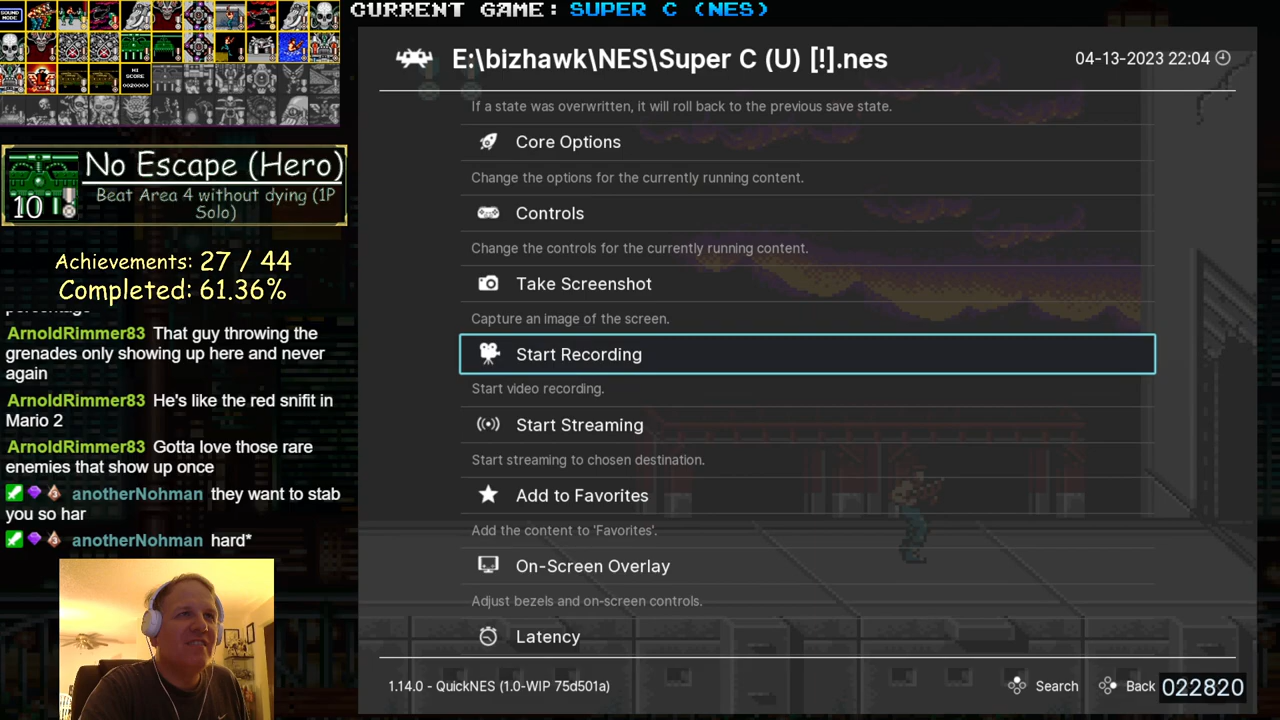 SOUND
MODE
HI
SCORE
0020000
CURRENT GAME: SUPER C (NES)
No Escape (Hero)
Beat Area 4 without dying (1P
Solo)
10
Achievements: 27 / 44
Completed: 61.36%
percentage
ArnoldRimmer83 That guy throwing the
grenades only showing up here and never
again
ArnoldRimmer83 He's like the red snifit in
Mario 2
ArnoldRimmer83 Gotta love those rare
enemies that show up once
anotherNohman they want to stab
you so har
anotherNohman hard*
E:\bizhawk\NES\Super C (U) [!].nes
04-13-2023 22:04
If a state was overwritten, it will roll back to the previous save state.
Core Options
Change the options for the currently running content.
Controls
Change the controls for the currently running content.
Take Screenshot
Capture an image of the screen.
Start Recording
Start video recording.
Start Streaming
Start streaming to chosen destination.
Add to Favorites
Add the content to 'Favorites'.
On-Screen Overlay
Adjust bezels and on-screen controls.
Latency
1.14.0 - QuickNES (1.0-WIP 75d501a)
Search
Back
022820